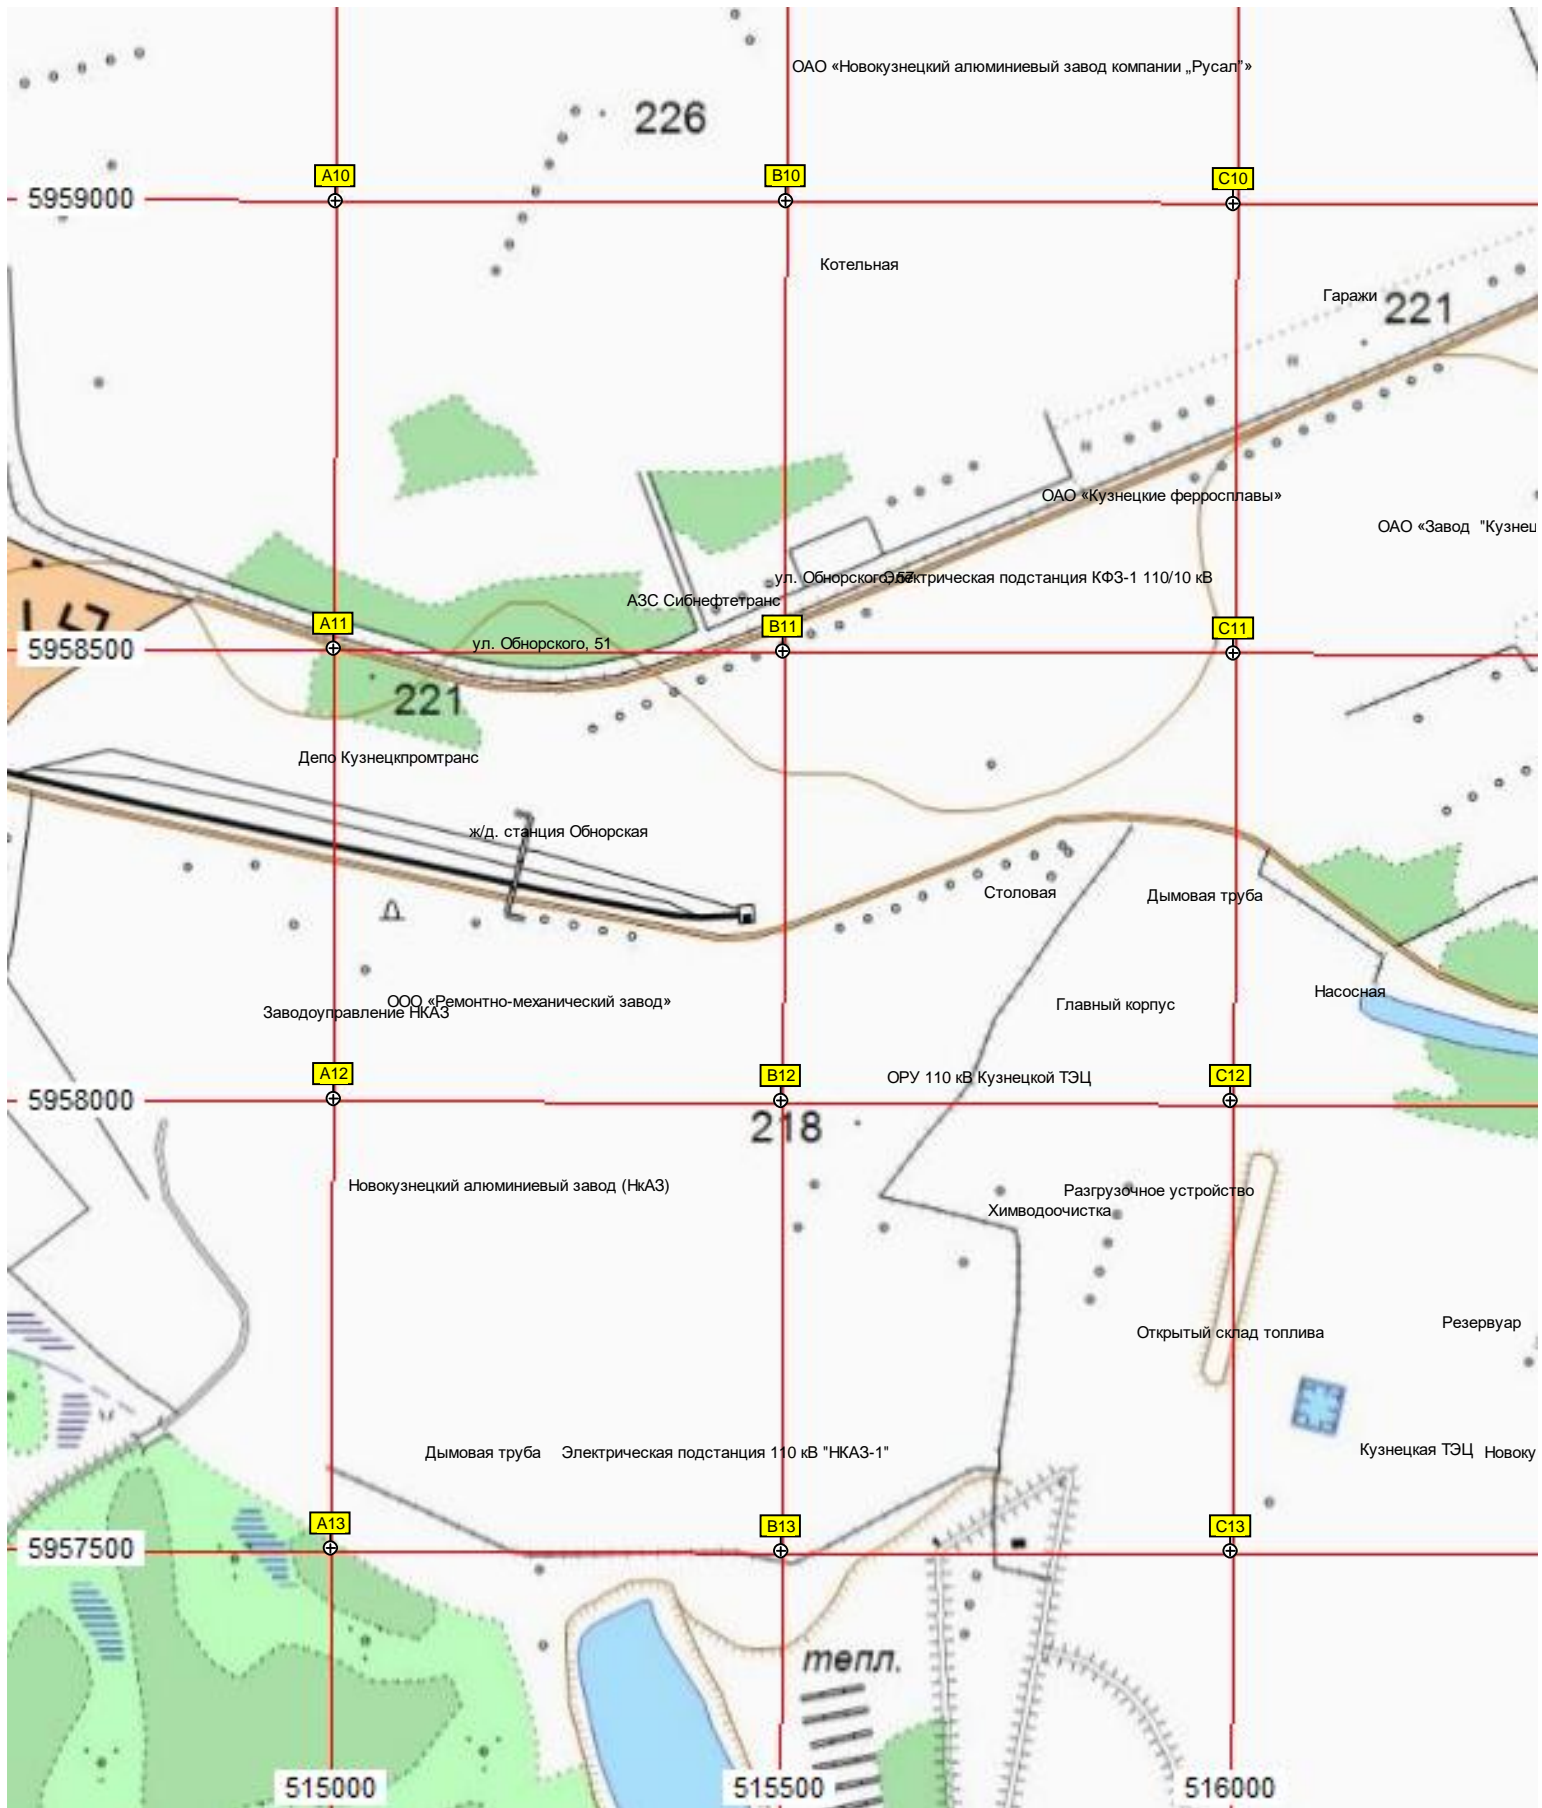 ОАО «Новокузнецкий алюминиевый завод компании „Русал"»
226
A10
B10
C10
5959000
Котельная
Гаражи
221
ОАО «Кузнецкие ферросплавы»
ОАО «Завод "Кузнец
ул. Обнорского, 57
Электрическая подстанция КФЗ-1 110/10 кВ
АЗС Сибнефтетранс
A11
B11
C11
ул. Обнорского, 51
5958500
221
Депо Кузнецкпромтранс
ж/д. станция Обнорская
Столовая
Дымовая труба
Насосная
ООО «Ремонтно-механический завод»
Главный корпус
Заводоуправление НКАЗ
A12
B12
C12
ОРУ 110 кВ Кузнецкой ТЭЦ
5958000
218
Новокузнецкий алюминиевый завод (НкАЗ)
Разгрузочное устройство
Химводоочистка
Резервуар
Открытый склад топлива
Дымовая труба
Электрическая подстанция 110 кВ "НКАЗ-1"
Кузнецкая ТЭЦ
Новоку
A13
B13
C13
5957500
тепл.
515000
515500
516000